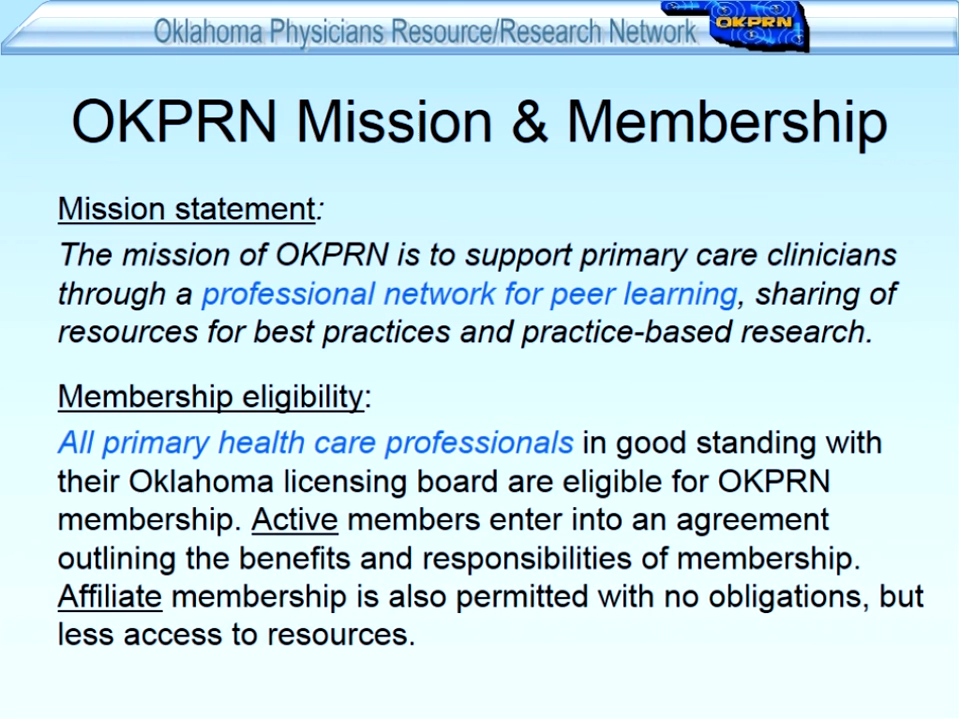 Oklahoma Physicians Resource/Research Network
OKPRN
OKPRN Mission & Membership
Mission statement:
The mission of OKPRN is to support primary care clinicians
through a professional network for peer learning, sharing of
resources for best practices and practice-based research.
Membership eligibility:
All primary health care professionals in good standing with
their Oklahoma licensing board are eligible for OKPRN
membership. Active members enter into an agreement
outlining the benefits and responsibilities of membership.
Affiliate membership is also permitted with no obligations, but
less access to resources.